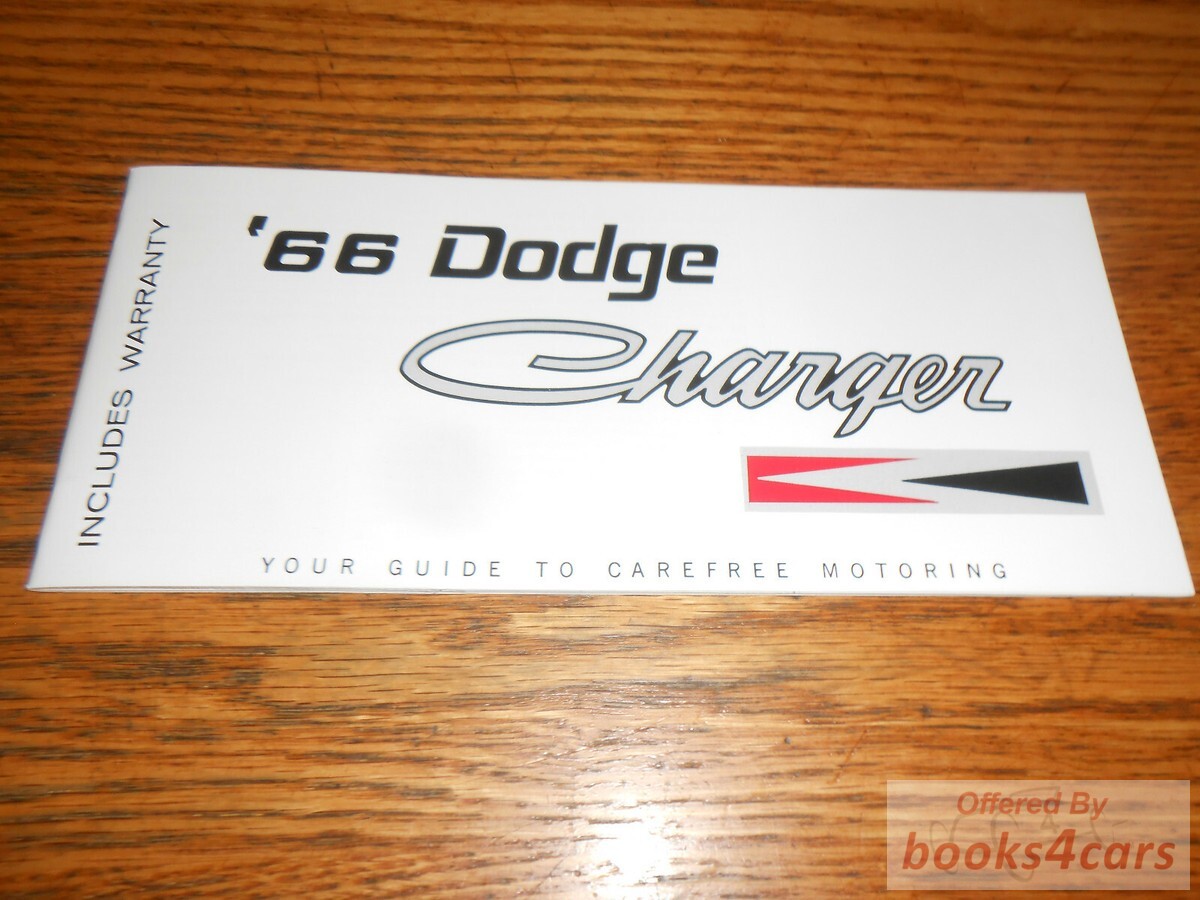 INCLUDES WARRANTY
'66 Dodge
Charger
YOUR GUIDE TO CAREFREE MOTORING
Offered By
books4cars